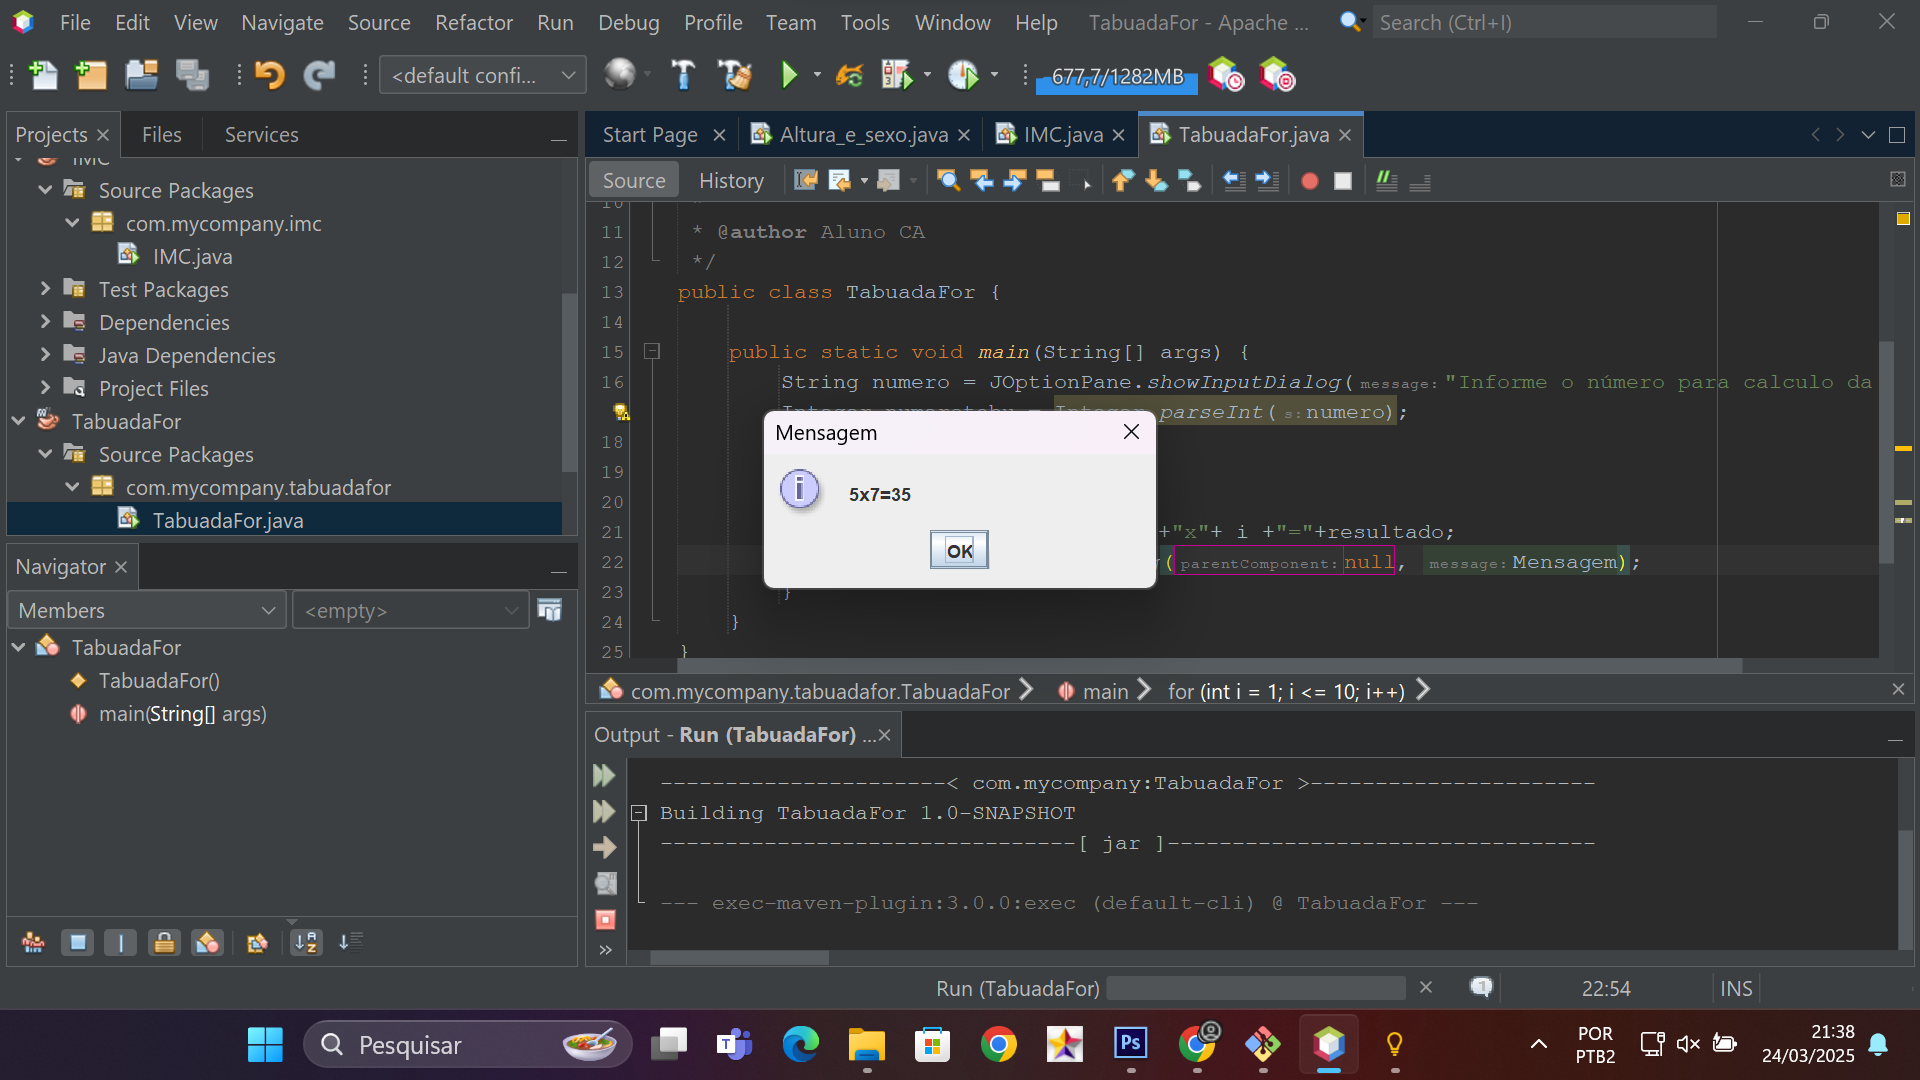 File Edit View Navigate Source Refactor Run Debug Profile Team Tools Window Help TabuadaFor - Apache ... Search (Ctrl+I)
<default confi... 677,7/1282MB
Projects Files Services
Start Page Altura_e_sexo.java IMC.java TabuadaFor.java
Source History
IMC
Source Packages
com.mycompany.imc
IMC.java
Test Packages
Dependencies
Java Dependencies
Project Files
TabuadaFor
Source Packages
com.mycompany.tabuadafor
TabuadaFor.java
10 *
11 * @author Aluno CA
12 */
13 public class TabuadaFor {
14
15 public static void main(String[] args) {
16 String numero = JOptionPane.showInputDialog( message: "Informe o número para calculo da
Integer = Integer.parseInt( s: numero);
18
19
20
21 +"x"+ i +"="+resultado;
22 ( parentComponent: null, message: Mensagem);
23 }
24 }
25 }
Mensagem
i
5x7=35
OK
com.mycompany.tabuadafor.TabuadaFor main for (int i = 1; i <= 10; i++)
Navigator
Members <empty>
TabuadaFor
TabuadaFor()
main(String[] args)
Output - Run (TabuadaFor) ...
----------------------< com.mycompany:TabuadaFor >----------------------
Building TabuadaFor 1.0-SNAPSHOT
--------------------------------[ jar ]---------------------------------
--- exec-maven-plugin:3.0.0:exec (default-cli) @ TabuadaFor ---
Run (TabuadaFor) 1 22:54 INS
Pesquisar
T
Ps
POR
PTB2
21:38
24/03/2025